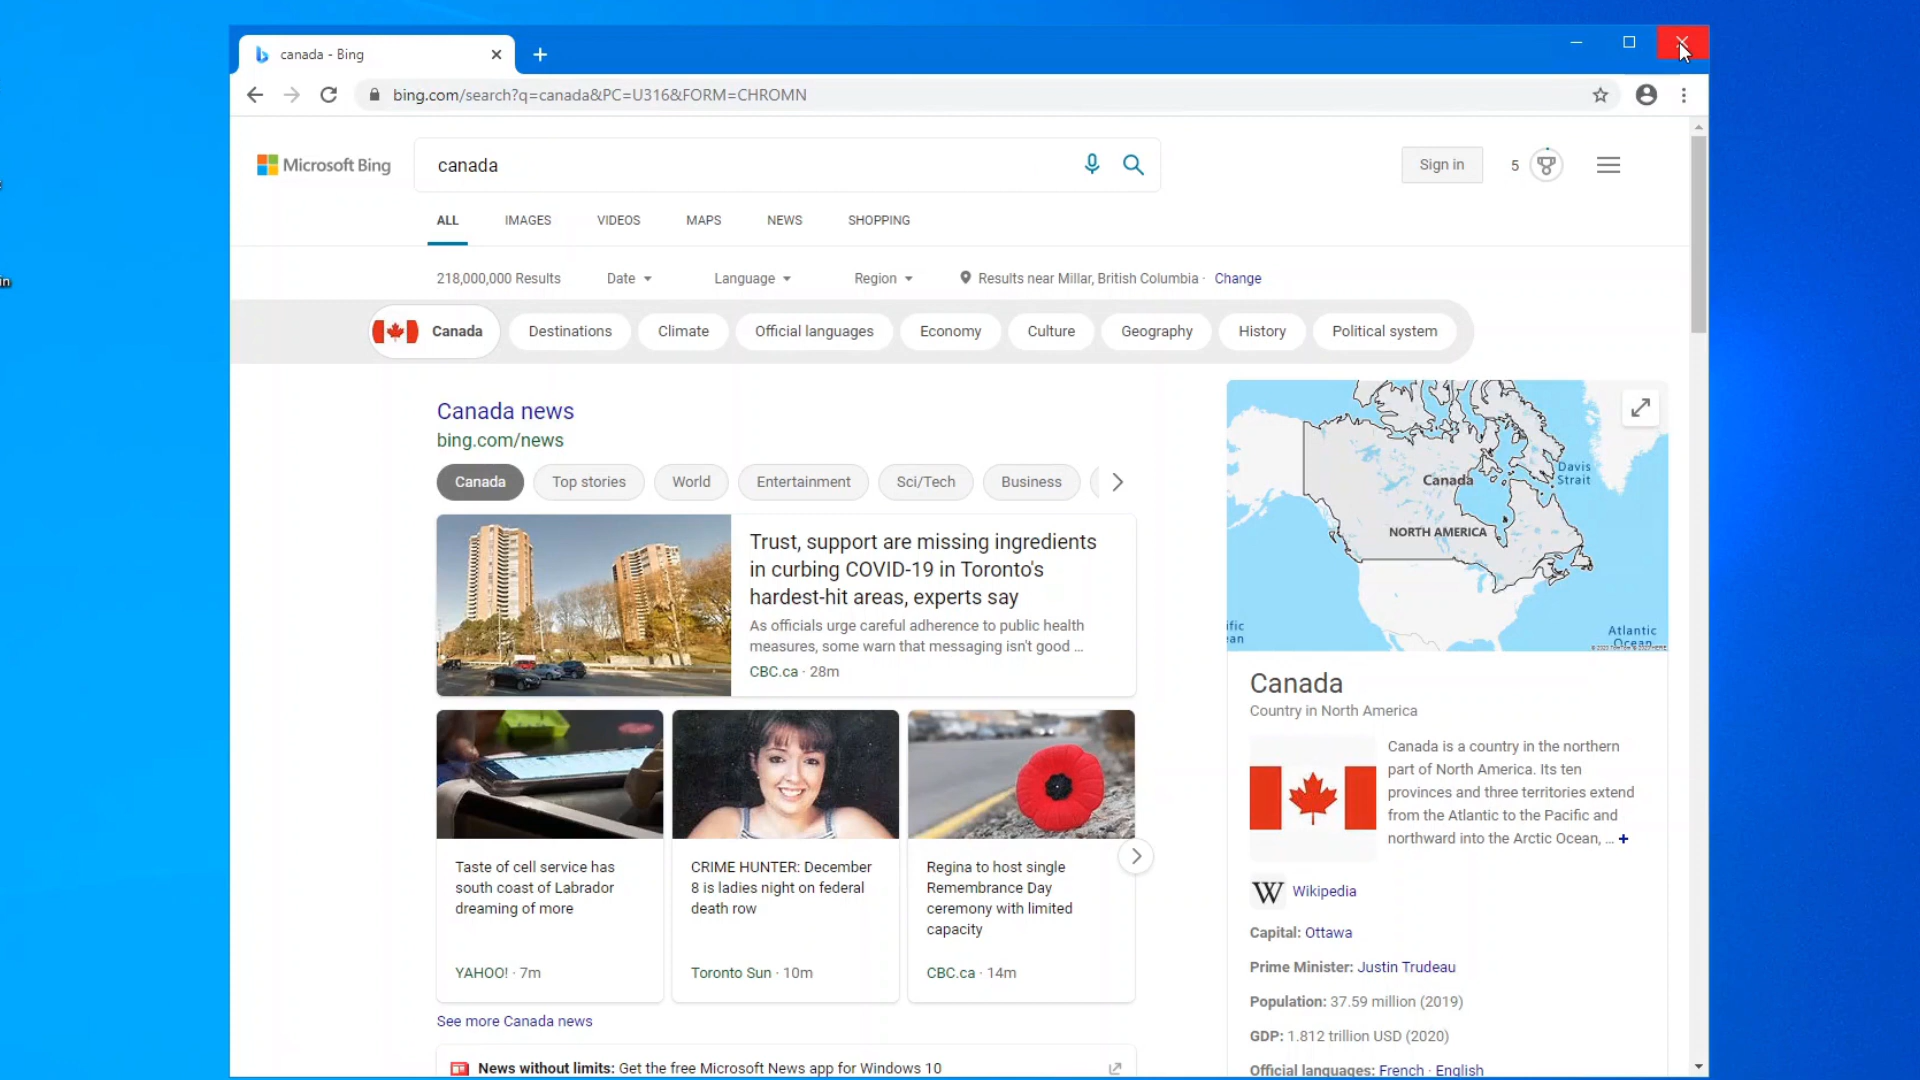 canada - Bing
bing.com/search?q=canada&PC=U316&FORM=CHROMN
Microsoft Bing
canada
Sign in
5
ALL
IMAGES
VIDEOS
MAPS
NEWS
SHOPPING
218,000,000 Results
Date
Language
Region
Results near Millar, British Columbia · Change
Canada
Destinations
Climate
Official languages
Economy
Culture
Geography
History
Political system
Canada news
bing.com/news
Canada
Top stories
World
Entertainment
Sci/Tech
Business
Trust, support are missing ingredients
in curbing COVID-19 in Toronto's
hardest-hit areas, experts say
As officials urge careful adherence to public health
measures, some warn that messaging isn't good ...
CBC.ca · 28m
Taste of cell service has
south coast of Labrador
dreaming of more
YAHOO! · 7m
CRIME HUNTER: December
8 is ladies night on federal
death row
Toronto Sun · 10m
Regina to host single
Remembrance Day
ceremony with limited
capacity
CBC.ca · 14m
See more Canada news
News without limits: Get the free Microsoft News app for Windows 10
Davis
Strait
Canada
NORTH AMERICA
Atlantic
Ocean
Canada
Country in North America
Canada is a country in the northern
part of North America. Its ten
provinces and three territories extend
from the Atlantic to the Pacific and
northward into the Arctic Ocean, ... +
W Wikipedia
Capital: Ottawa
Prime Minister: Justin Trudeau
Population: 37.59 million (2019)
GDP: 1.812 trillion USD (2020)
Official languages: French · English